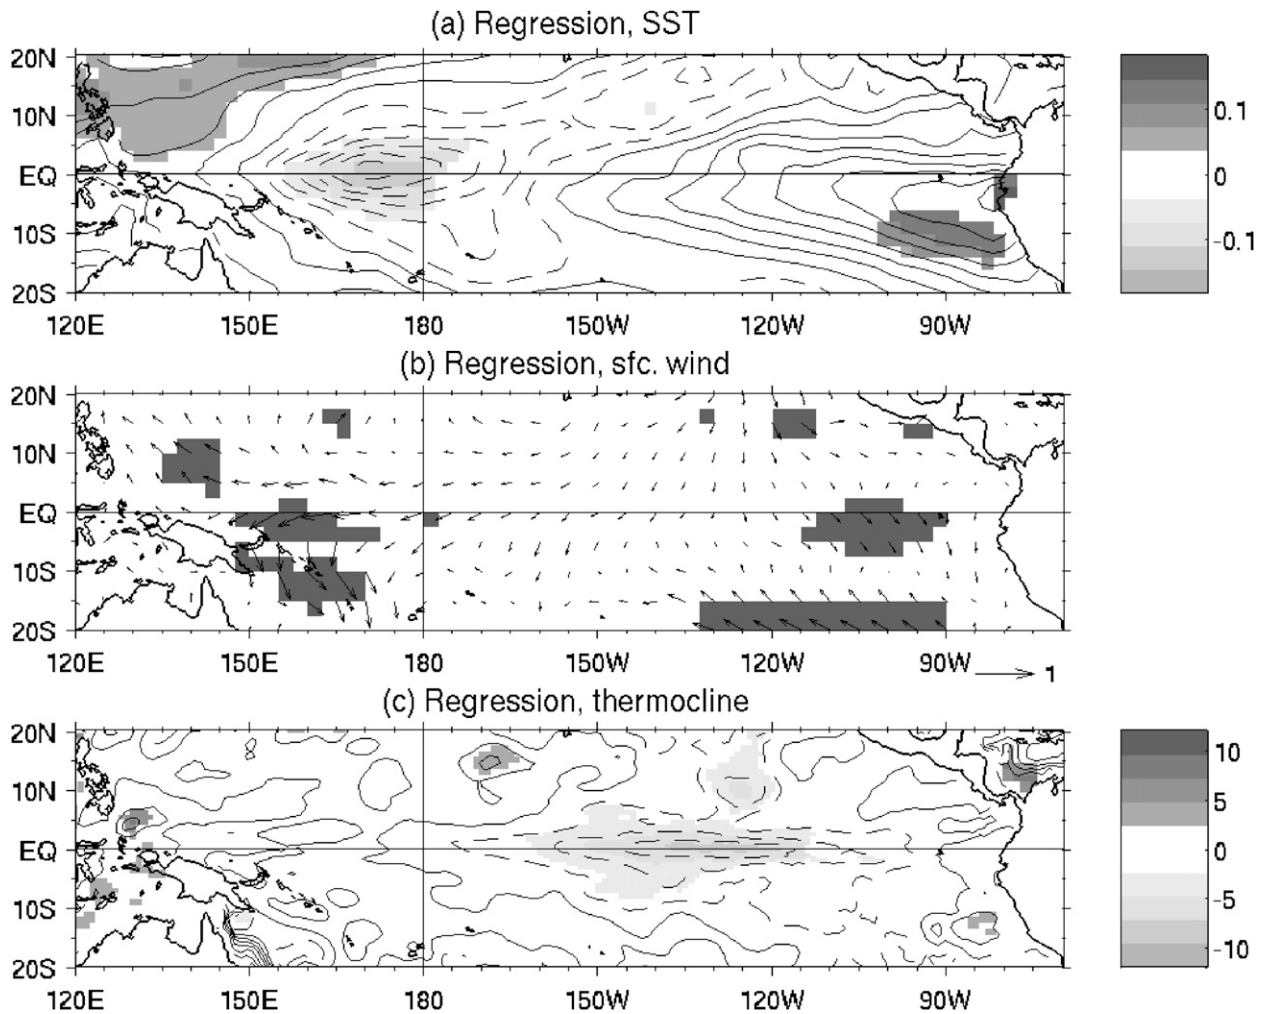 (a) Regression, SST
20N
10N
EQ
10S
20S
120E 150E 180 150W 120W 90W
0.1
0
-0.1
(b) Regression, sfc. wind
20N
10N
EQ
10S
20S
120E 150E 180 150W 120W 90W
1
(c) Regression, thermocline
20N
10N
EQ
10S
20S
120E 150E 180 150W 120W 90W
10
5
0
-5
-10